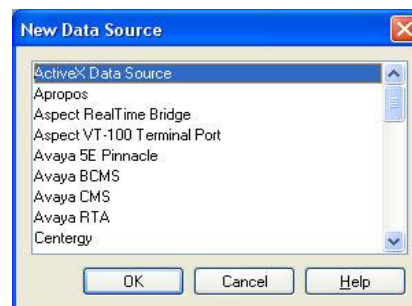 New Data Source
ActiveX Data Source
Apropos
Aspect RealTime Bridge
Aspect VT-100 Terminal Port
Avaya 5E Pinnacle
Avaya BCMS
Avaya CMS
Avaya RTA
Centergy
OK Cancel Help